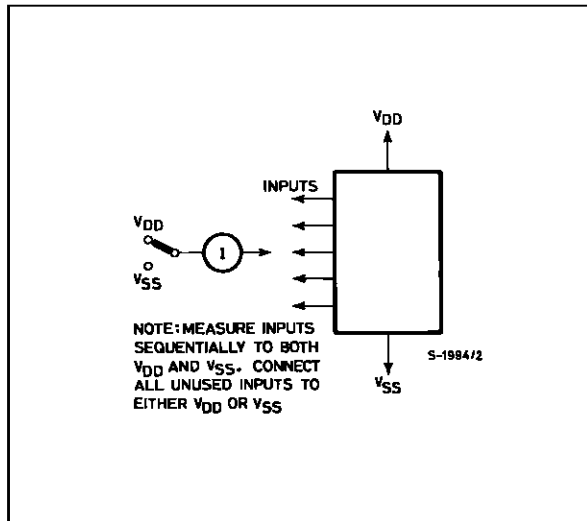 VDD
INPUTS
VDD
1
VSS
NOTE: MEASURE INPUTS
SEQUENTIALLY TO BOTH
VDD AND VSS. CONNECT
ALL UNUSED INPUTS TO
EITHER VDD OR VSS
S-1984/2
VSS